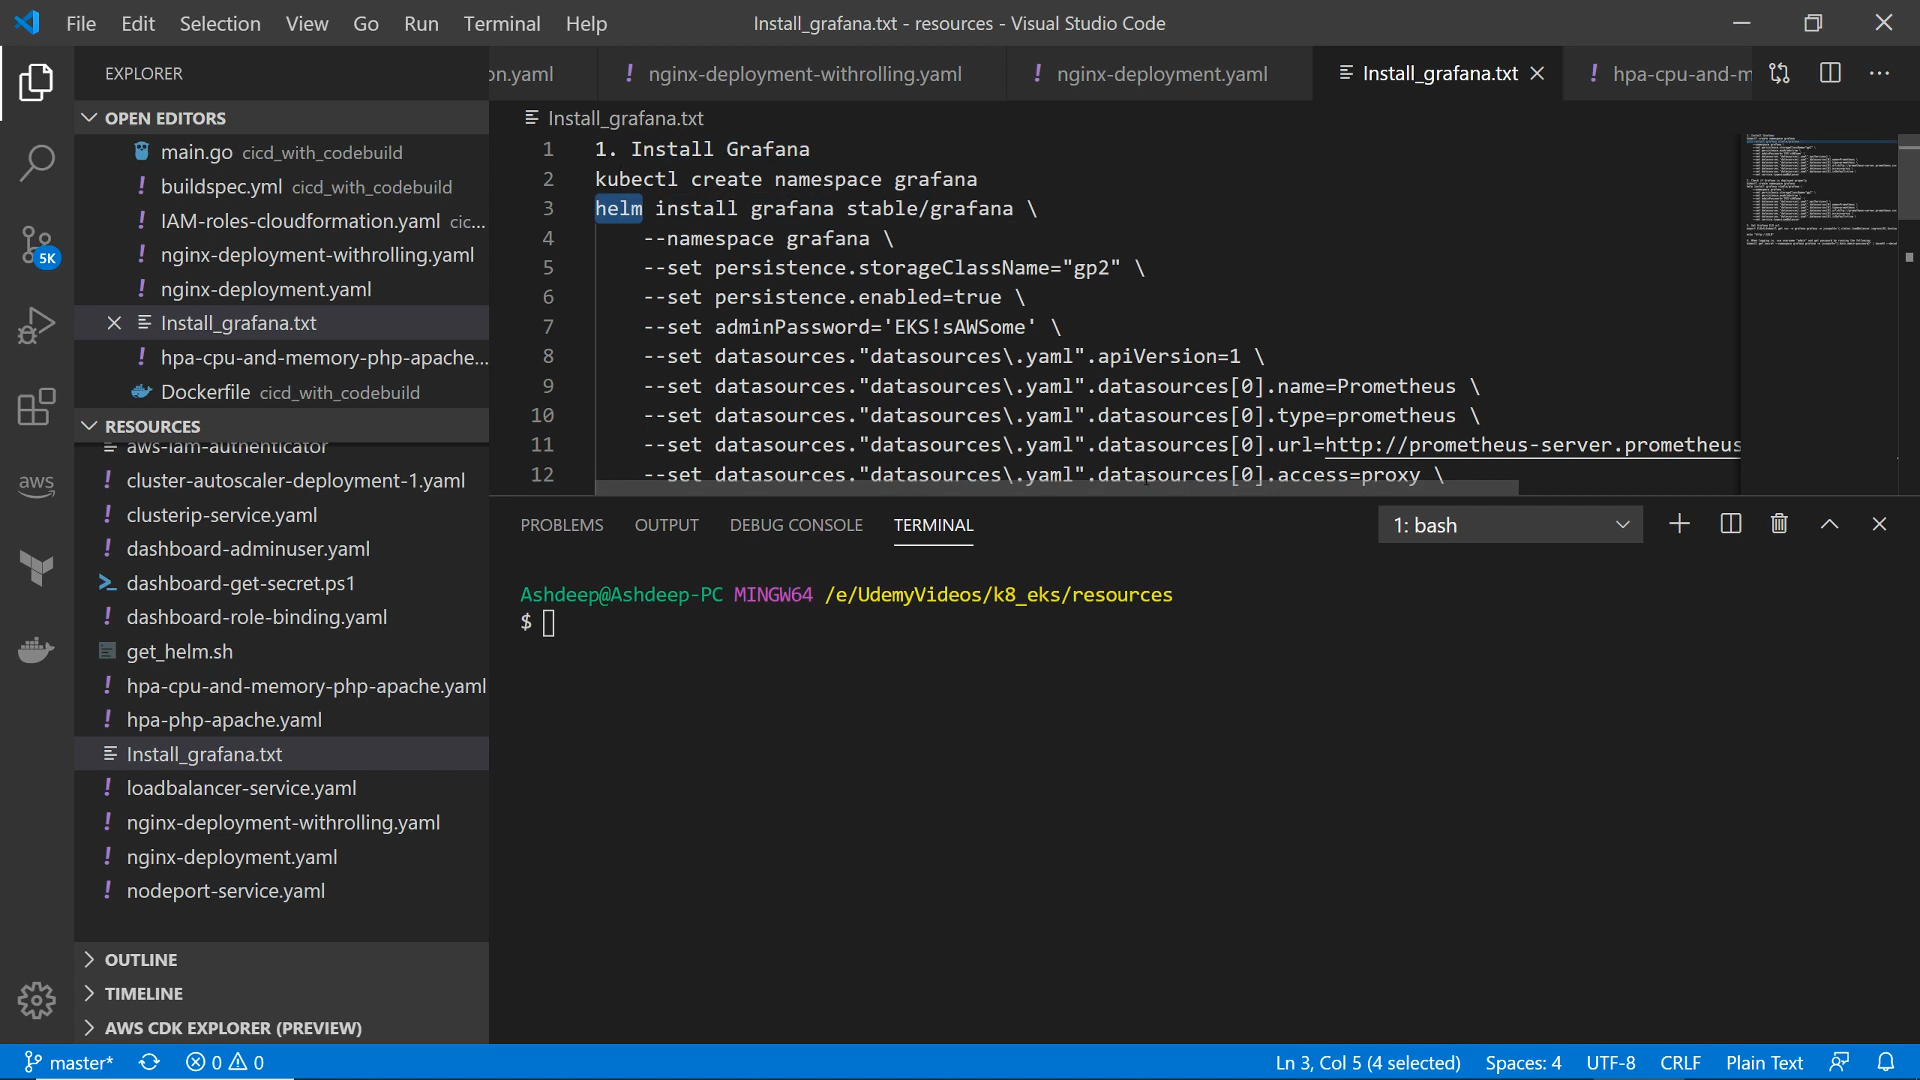 File Edit Selection View Go Run Terminal Help
Install_grafana.txt - resources - Visual Studio Code
EXPLORER
on.yaml
! nginx-deployment-withrolling.yaml
! nginx-deployment.yaml
Install_grafana.txt
! hpa-cpu-and-m
OPEN EDITORS
main.go cicd_with_codebuild
! buildspec.yml cicd_with_codebuild
! IAM-roles-cloudformation.yaml cic...
! nginx-deployment-withrolling.yaml
! nginx-deployment.yaml
Install_grafana.txt
! hpa-cpu-and-memory-php-apache...
Dockerfile cicd_with_codebuild
RESOURCES
aws-iam-authenticator
! cluster-autoscaler-deployment-1.yaml
! clusterip-service.yaml
! dashboard-adminuser.yaml
dashboard-get-secret.ps1
! dashboard-role-binding.yaml
get_helm.sh
! hpa-cpu-and-memory-php-apache.yaml
! hpa-php-apache.yaml
Install_grafana.txt
! loadbalancer-service.yaml
! nginx-deployment-withrolling.yaml
! nginx-deployment.yaml
! nodeport-service.yaml
OUTLINE
TIMELINE
AWS CDK EXPLORER (PREVIEW)
5K
aws
Install_grafana.txt
1 1. Install Grafana
2 kubectl create namespace grafana
3 helm install grafana stable/grafana \
4 --namespace grafana \
5 --set persistence.storageClassName="gp2" \
6 --set persistence.enabled=true \
7 --set adminPassword='EKS!sAWSome' \
8 --set datasources."datasources\.yaml".apiVersion=1 \
9 --set datasources."datasources\.yaml".datasources[0].name=Prometheus \
10 --set datasources."datasources\.yaml".datasources[0].type=prometheus \
11 --set datasources."datasources\.yaml".datasources[0].url=http://prometheus-server.prometheus
12 --set datasources."datasources\.yaml".datasources[0].access=proxy \
PROBLEMS OUTPUT DEBUG CONSOLE TERMINAL
1: bash
Ashdeep@Ashdeep-PC MINGW64 /e/UdemyVideos/k8_eks/resources
$
master* 0 0
Ln 3, Col 5 (4 selected) Spaces: 4 UTF-8 CRLF Plain Text